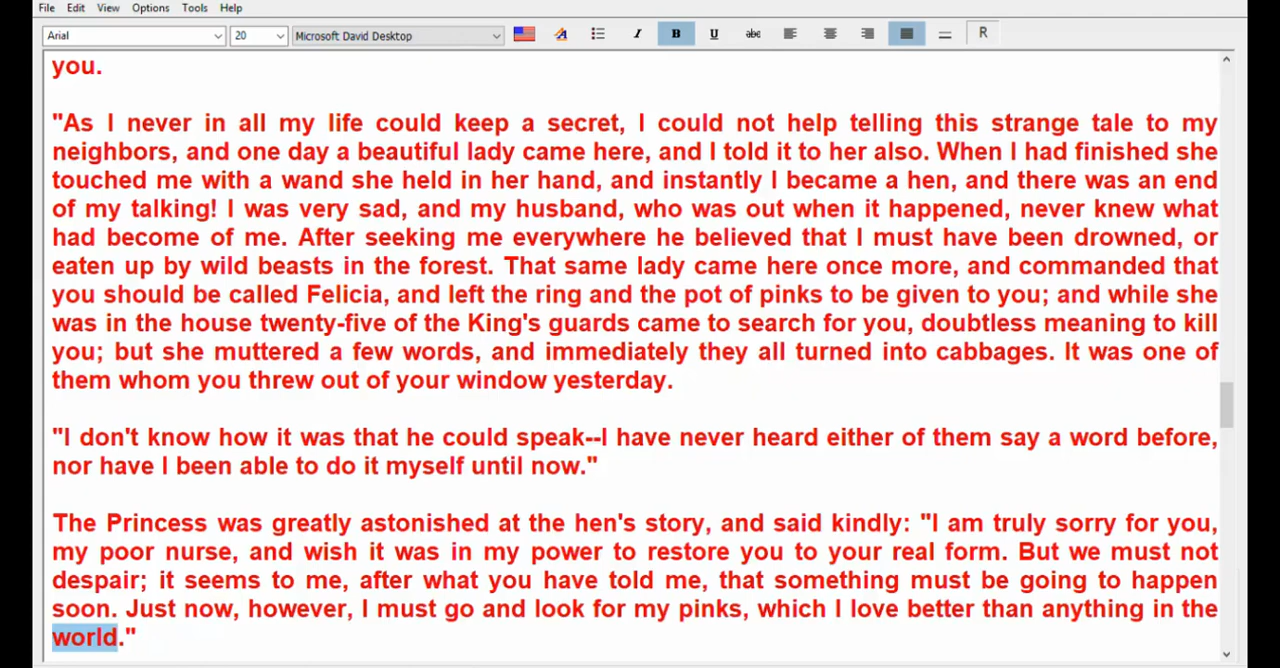 File Edit View Options Tools Help
Arial 20 Microsoft David Desktop I B U abc R
you.
"As I never in all my life could keep a secret, I could not help telling this strange tale to my
neighbors, and one day a beautiful lady came here, and I told it to her also. When I had finished she
touched me with a wand she held in her hand, and instantly I became a hen, and there was an end
of my talking! I was very sad, and my husband, who was out when it happened, never knew what
had become of me. After seeking me everywhere he believed that I must have been drowned, or
eaten up by wild beasts in the forest. That same lady came here once more, and commanded that
you should be called Felicia, and left the ring and the pot of pinks to be given to you; and while she
was in the house twenty-five of the King's guards came to search for you, doubtless meaning to kill
you; but she muttered a few words, and immediately they all turned into cabbages. It was one of
them whom you threw out of your window yesterday.
"I don't know how it was that he could speak--I have never heard either of them say a word before,
nor have I been able to do it myself until now."
The Princess was greatly astonished at the hen's story, and said kindly: "I am truly sorry for you,
my poor nurse, and wish it was in my power to restore you to your real form. But we must not
despair; it seems to me, after what you have told me, that something must be going to happen
soon. Just now, however, I must go and look for my pinks, which I love better than anything in the
world."